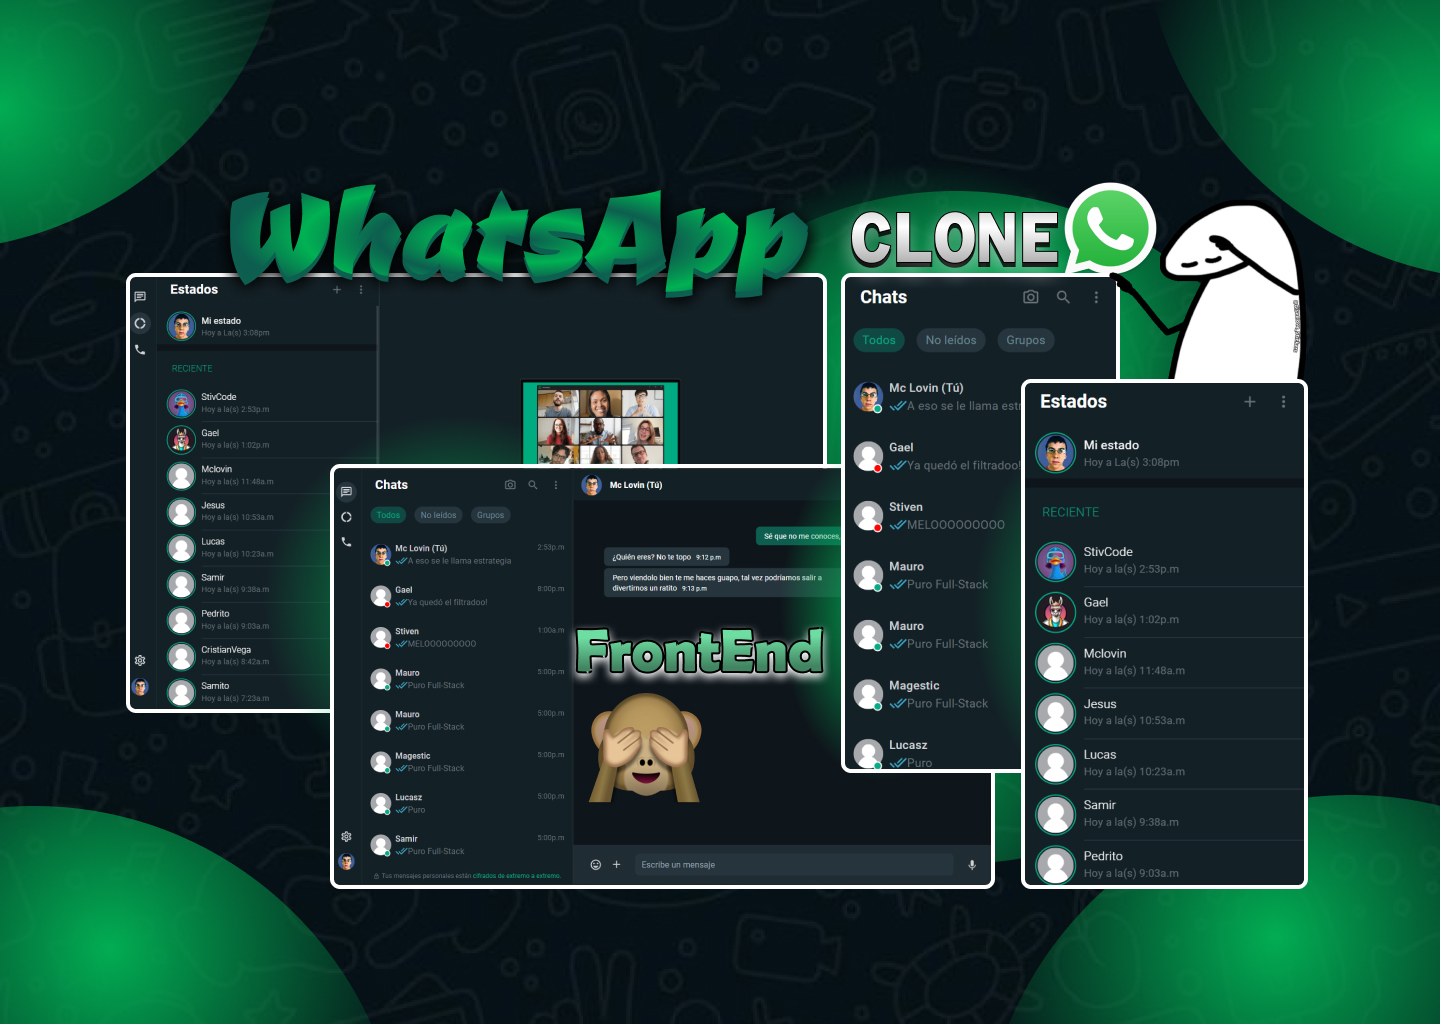 WhatsApp
CLONE
Estados
Mi estado
Hoy a La(s) 3:08pm
RECIENTE
StivCode
Hoy a la(s) 2:53p.m
Gael
Hoy a la(s) 1:02p.m
Mclovin
Hoy a la(s) 11:48a.m
Jesus
Hoy a la(s) 10:53a.m
Lucas
Hoy a la(s) 10:23a.m
Samir
Hoy a la(s) 9:38a.m
Pedrito
Hoy a la(s) 9:03a.m
CristianVega
Hoy a la(s) 8:42a.m
Samito
Hoy a la(s) 7:23a.m
Chats
Todos No leídos Grupos
Mc Lovin (Tú) 2:53p.m
A eso se le llama estrategia
Gael 8:00p.m
Ya quedó el filtradoo!
Stiven 1:00a.m
MELOOOOOOOOO
Mauro 5:00p.m
Puro Full-Stack
Mauro 5:00p.m
Puro Full-Stack
Magestic 5:00p.m
Puro Full-Stack
Lucasz 5:00p.m
Puro
Samir 5:00p.m
Puro Full-Stack
Tus mensajes personales están cifrados de extremo a extremo.
Mc Lovin (Tú)
Sé que no me conoces,
¿Quién eres? No te topo 9:12 p.m
Pero viendolo bien te me haces guapo, tal vez podríamos salir a
divertirnos un ratito 9:13 p.m
FrontEnd
Escribe un mensaje
Chats
Todos No leídos Grupos
Mc Lovin (Tú)
A eso se le llama estr
Gael
Ya quedó el filtradoo!
Stiven
MELOOOOOOOOO
Mauro
Puro Full-Stack
Mauro
Puro Full-Stack
Magestic
Puro Full-Stack
Lucasz
Puro
Estados
Mi estado
Hoy a La(s) 3:08pm
RECIENTE
StivCode
Hoy a la(s) 2:53p.m
Gael
Hoy a la(s) 1:02p.m
Mclovin
Hoy a la(s) 11:48a.m
Jesus
Hoy a la(s) 10:53a.m
Lucas
Hoy a la(s) 10:23a.m
Samir
Hoy a la(s) 9:38a.m
Pedrito
Hoy a la(s) 9:03a.m